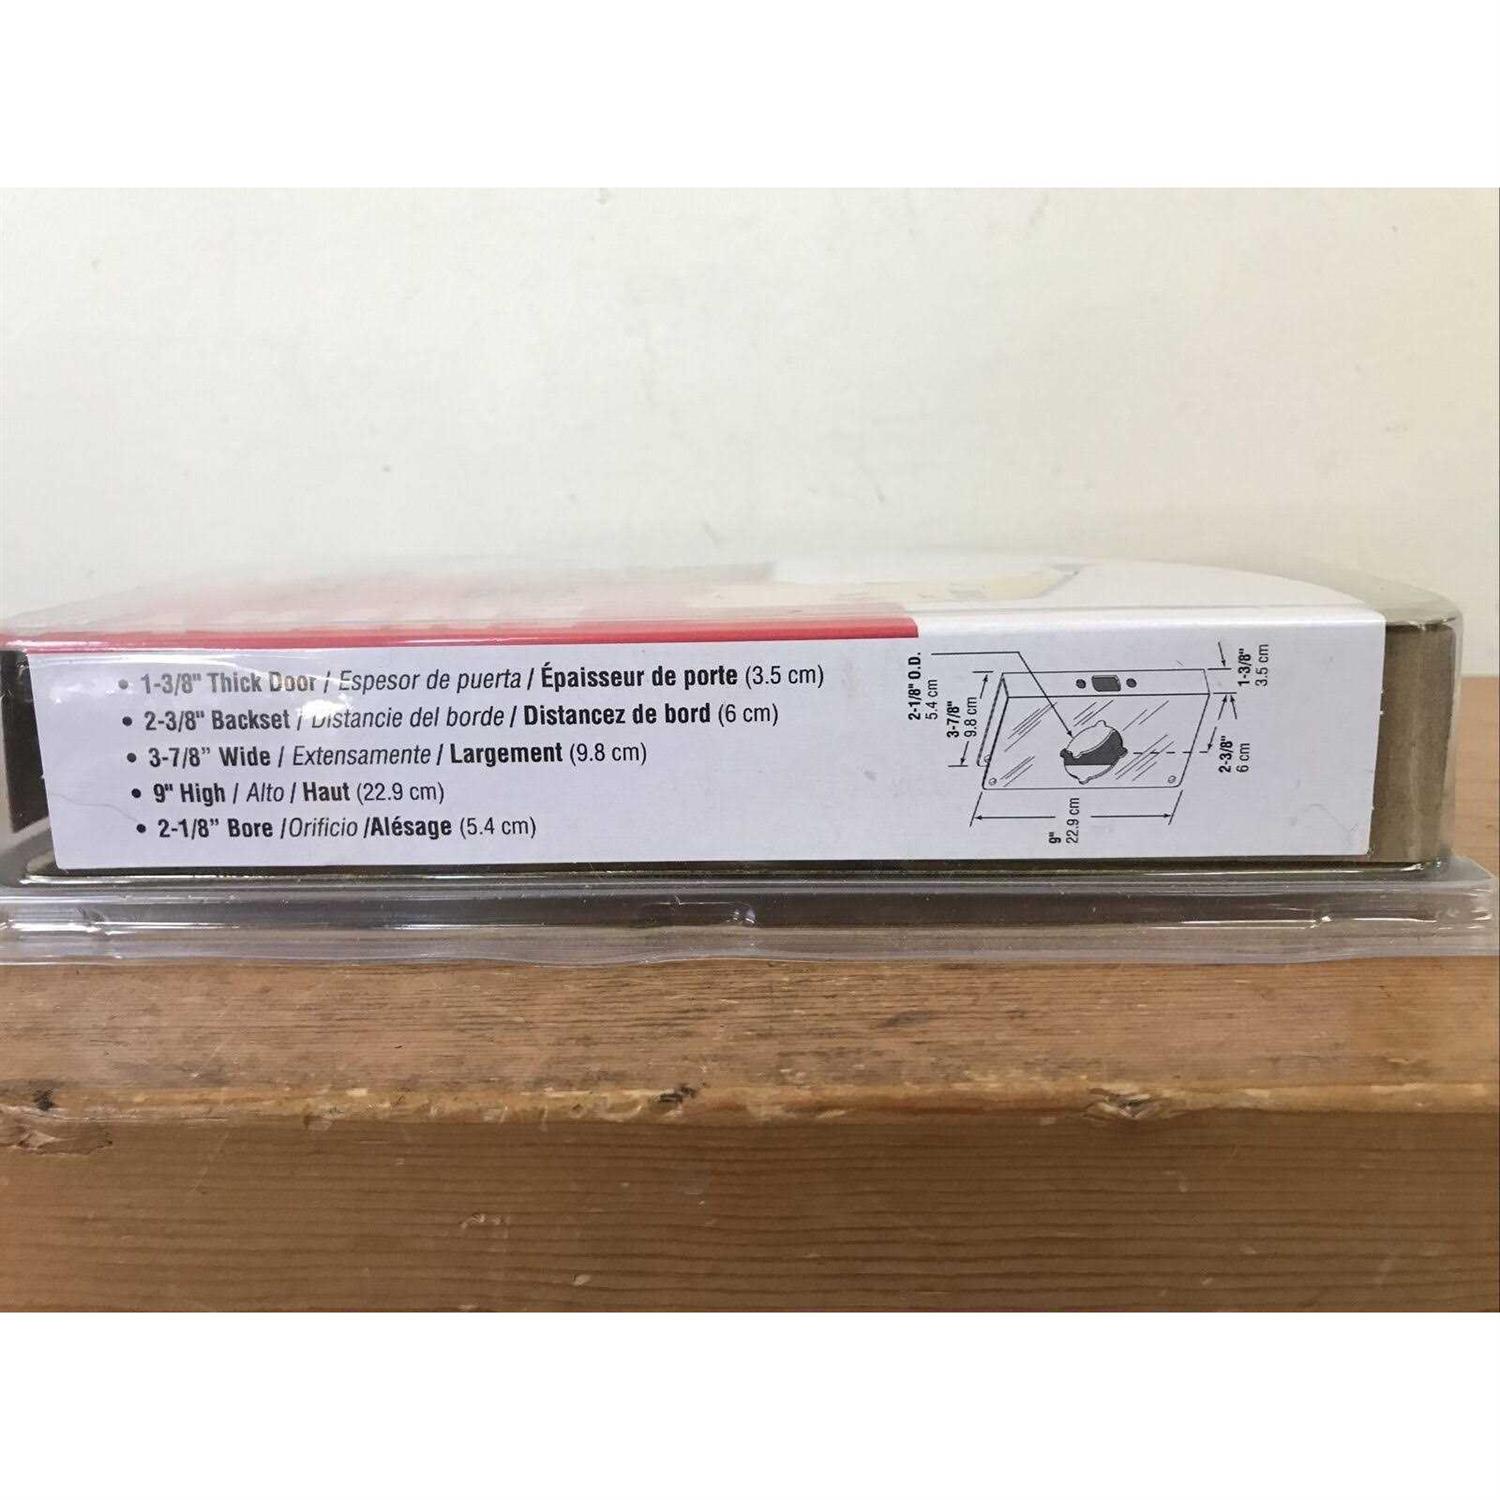 • 1-3/8" Thick Door / Espesor de puerta / Épaisseur de porte (3.5 cm)
• 2-3/8" Backset / Distancie del borde / Distancez de bord (6 cm)
• 3-7/8” Wide / Extensamente / Largement (9.8 cm)
• 9" High / Alto / Haut (22.9 cm)
• 2-1/8” Bore /Orificio /Alésage (5.4 cm)
2-1/8" O.D.
5.4 cm
3-7/8"
9.8 cm
9"
22.9 cm
2-3/8"
6 cm
1-3/8"
3.5 cm